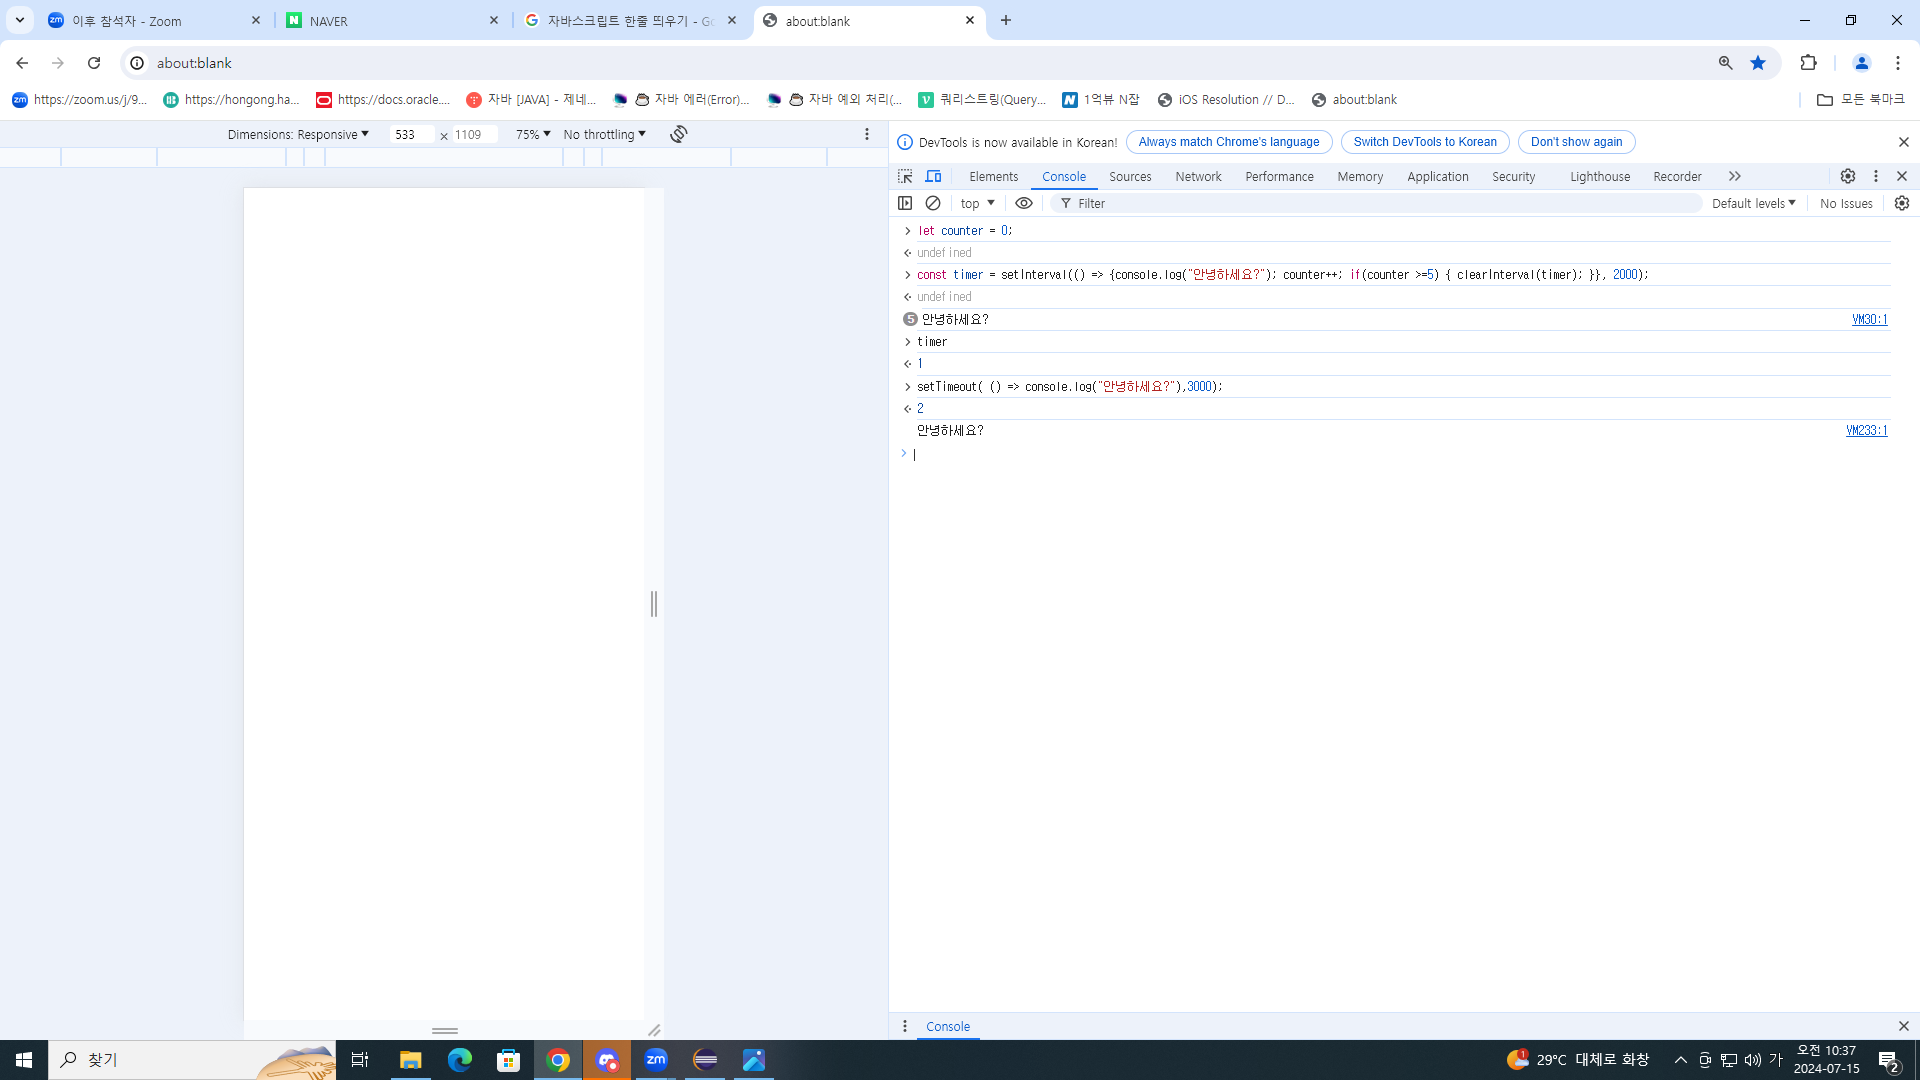 이후 참석자 - Zoom
NAVER
자바스크립트 한줄 띄우기 - Go
about:blank
about:blank
https://zoom.us/j/9...
https://hongong.ha...
https://docs.oracle....
자바 [JAVA] - 제네...
자바 에러(Error)...
자바 예외 처리(...
쿼리스트링(Query...
1억뷰 N잡
iOS Resolution // D...
about:blank
모든 북마크
Dimensions: Responsive
533 × 1109
75%
No throttling
DevTools is now available in Korean!
Always match Chrome's language
Switch DevTools to Korean
Don't show again
Elements
Console
Sources
Network
Performance
Memory
Application
Security
Lighthouse
Recorder
top
Filter
Default levels
No Issues
let counter = 0;
undefined
const timer = setInterval(() => {console.log("안녕하세요?"); counter++; if(counter >=5) { clearInterval(timer); }}, 2000);
undefined
5 안녕하세요? VM30:1
timer
1
setTimeout( () => console.log("안녕하세요?"),3000);
2
안녕하세요? VM233:1
Console
찾기
29°C 대체로 화창
가
오전 10:37
2024-07-15
2